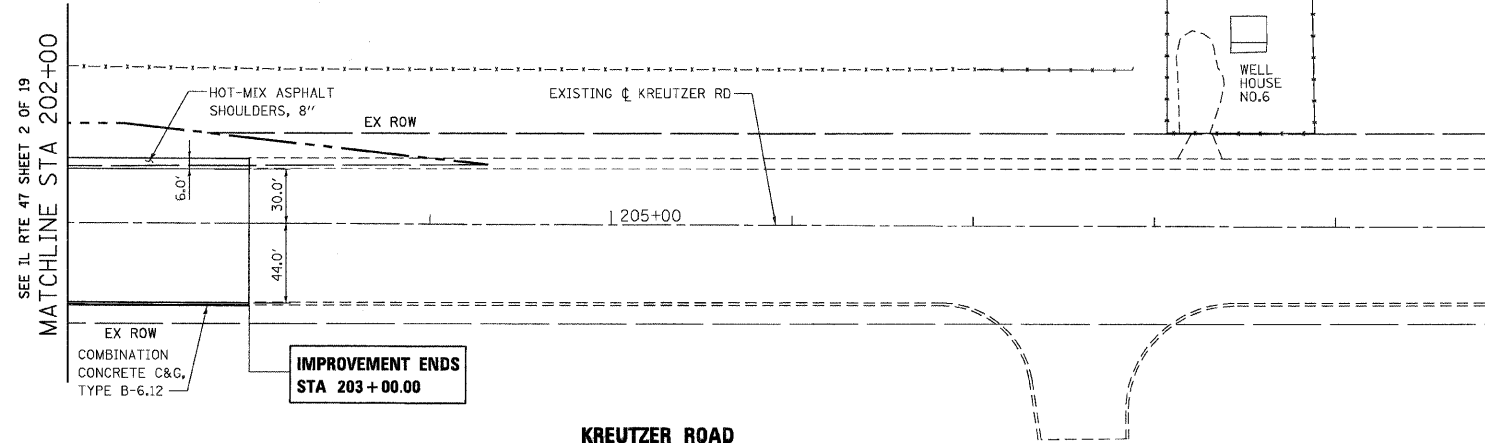 SEE IL RTE 47 SHEET 2 OF 19
MATCHLINE STA 202+00
HOT-MIX ASPHALT
SHOULDERS, 8"
EXISTING ℄ KREUTZER RD
EX ROW
WELL
HOUSE
NO.6
6.0'
30.0'
205+00
44.0'
EX ROW
COMBINATION
CONCRETE C&G,
TYPE B-6.12
IMPROVEMENT ENDS
STA 203+00.00
KREUTZER ROAD